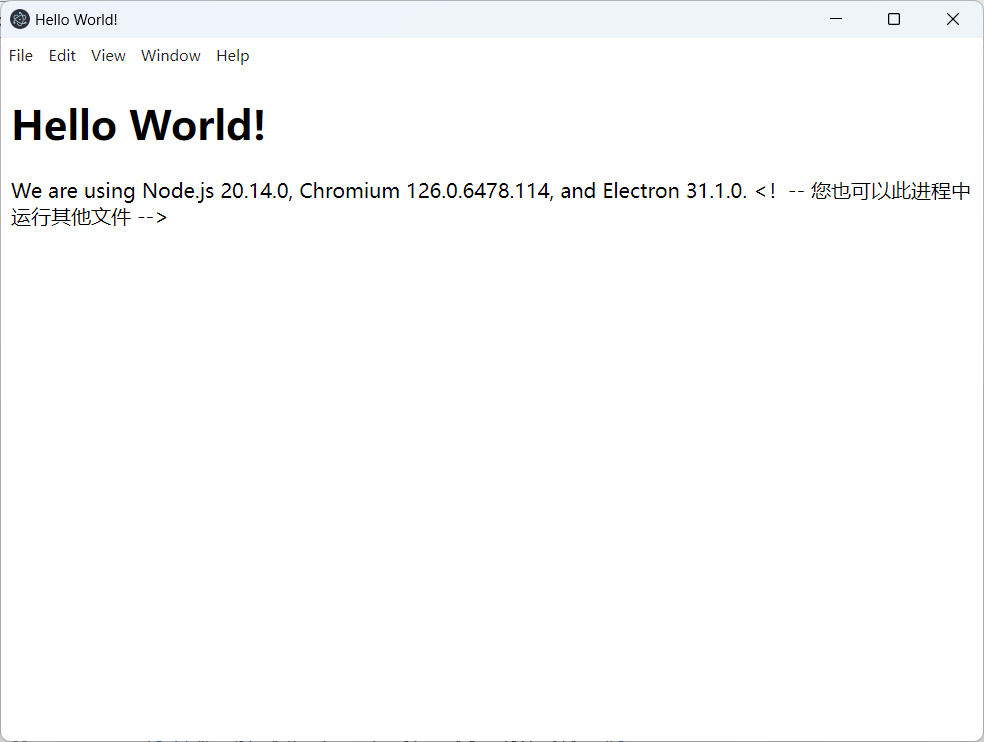 Hello World!
File Edit View Window Help
Hello World!
We are using Node.js 20.14.0, Chromium 126.0.6478.114, and Electron 31.1.0. <！-- 您也可以此进程中
运行其他文件 -->